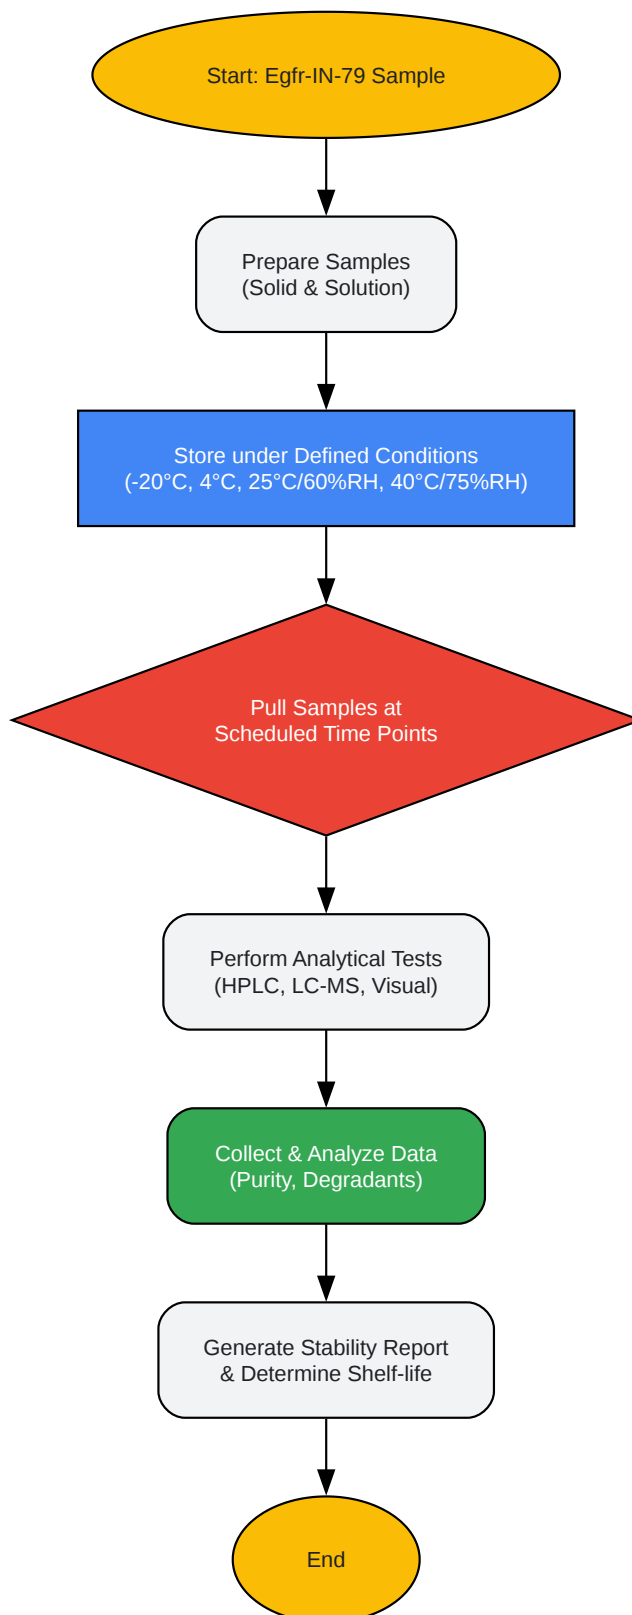 Start: Egfr-IN-79 Sample
Prepare Samples
(Solid & Solution)
Store under Defined Conditions
(-20°C, 4°C, 25°C/60%RH, 40°C/75%RH)
Pull Samples at
Scheduled Time Points
Perform Analytical Tests
(HPLC, LC-MS, Visual)
Collect & Analyze Data
(Purity, Degradants)
Generate Stability Report
& Determine Shelf-life
End